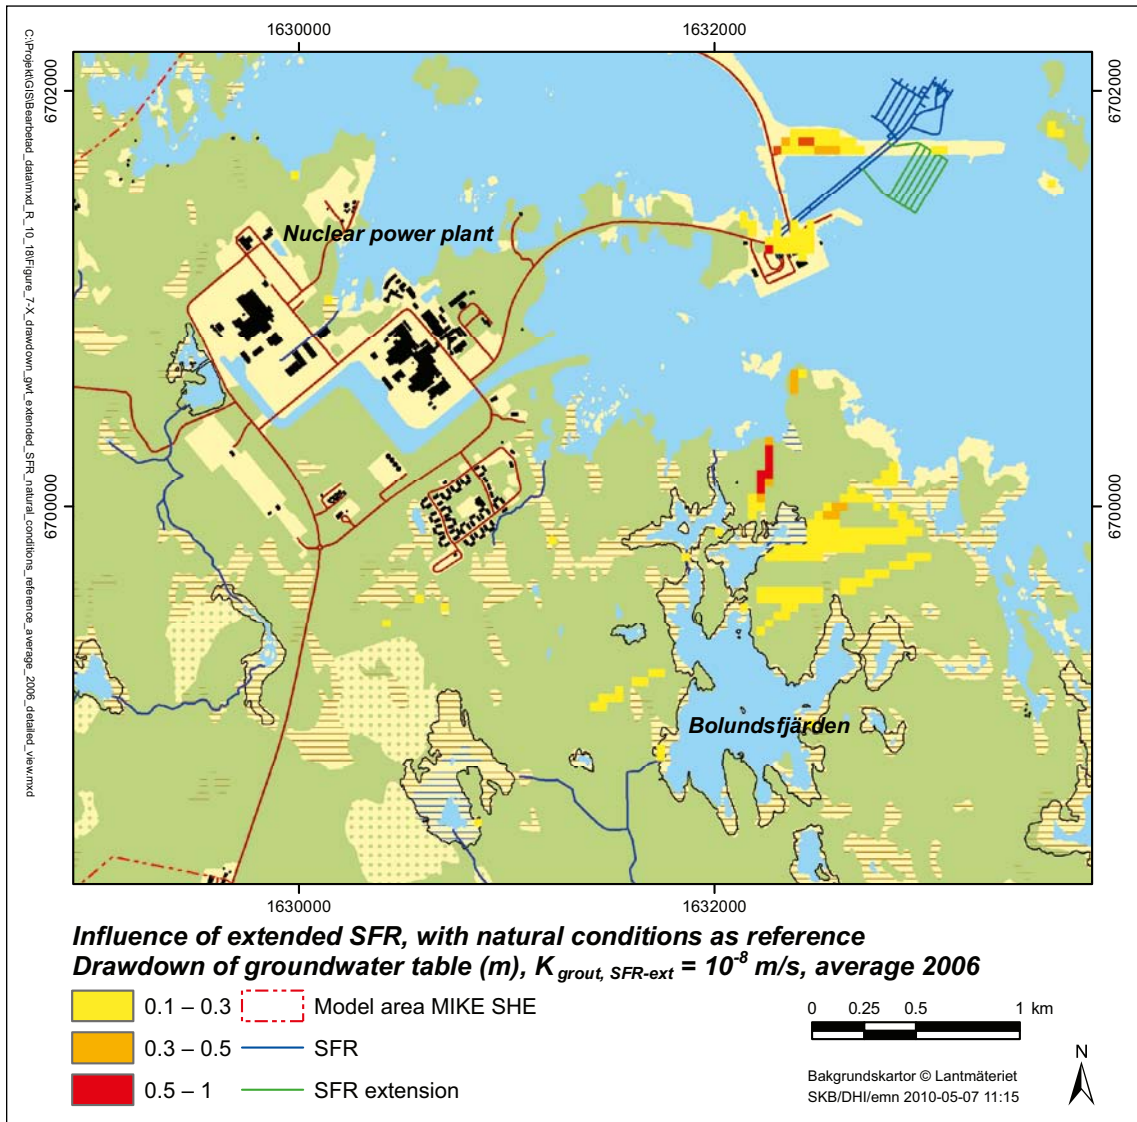 1630000
1632000
6702000
6702000
C:\Projekt\GIS\Bearbetad_data\mxd_R_10_18\Figure_7-X_drawdown_gwt_extended_SFR_natural_conditions_reference_average_2006_detailed_view.mxd
Nuclear power plant
6700000
6700000
Bolundsfjärden
1630000
1632000
Influence of extended SFR, with natural conditions as reference
Drawdown of groundwater table (m), K grout, SFR-ext = 10⁻⁸ m/s, average 2006
0.1 – 0.3
Model area MIKE SHE
0.3 – 0.5
SFR
0.5 – 1
SFR extension
0 0.25 0.5 1 km
Bakgrundskartor © Lantmäteriet
SKB/DHI/emn 2010-05-07 11:15
N